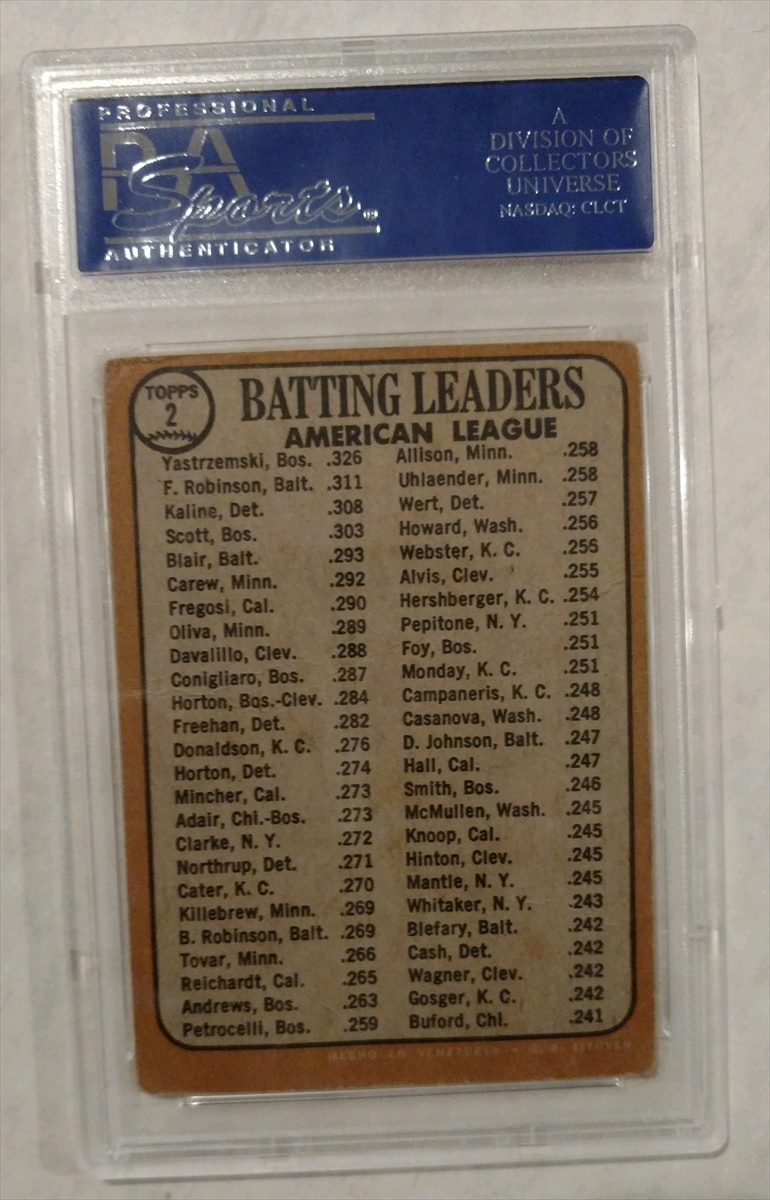 PROFESSIONAL
PSA
Sports®
AUTHENTICATOR
A
DIVISION OF
COLLECTORS
UNIVERSE
NASDAQ: CLCT
TOPPS
2
BATTING LEADERS
AMERICAN LEAGUE
Yastrzemski, Bos. .326
F. Robinson, Balt. .311
Kaline, Det. .308
Scott, Bos. .303
Blair, Balt. .293
Carew, Minn. .292
Fregosi, Cal. .290
Oliva, Minn. .289
Davalillo, Clev. .288
Conigliaro, Bos. .287
Horton, Bos.-Clev. .284
Freehan, Det. .282
Donaldson, K. C. .276
Horton, Det. .274
Mincher, Cal. .273
Adair, Chi.-Bos. .273
Clarke, N. Y. .272
Northrup, Det. .271
Cater, K. C. .270
Killebrew, Minn. .269
B. Robinson, Balt. .269
Tovar, Minn. .266
Reichardt, Cal. .265
Andrews, Bos. .263
Petrocelli, Bos. .259
Allison, Minn. .258
Uhlaender, Minn. .258
Wert, Det. .257
Howard, Wash. .256
Webster, K. C. .256
Alvis, Clev. .255
Hershberger, K. C. .254
Pepitone, N. Y. .251
Foy, Bos. .251
Monday, K. C. .251
Campaneris, K. C. .248
Casanova, Wash. .248
D. Johnson, Balt. .247
Hall, Cal. .247
Smith, Bos. .246
McMullen, Wash. .245
Knoop, Cal. .245
Hinton, Clev. .245
Mantle, N. Y. .245
Whitaker, N. Y. .243
Blefary, Balt. .242
Cash, Det. .242
Wagner, Clev. .242
Gosger, K. C. .242
Buford, Chi. .241
HECHO EN VENEZUELA